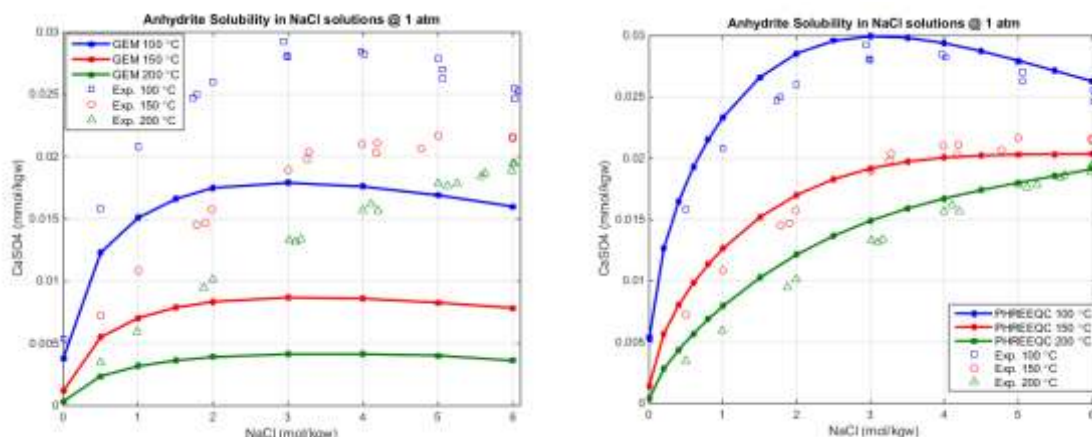 Anhydrite Solubility in NaCl solutions @ 1 atm
GEM 100 °C
GEM 150 °C
GEM 200 °C
Exp. 100 °C
Exp. 150 °C
Exp. 200 °C
CaSO4 (mmol/kgw)
0.03
0.025
0.02
0.015
0.01
0.005
0
0 1 2 3 4 5 6
NaCl (mol/kgw)
Anhydrite Solubility in NaCl solutions @ 1 atm
CaSO4 (mmol/kgw)
0.03
0.025
0.02
0.015
0.01
0.005
0
PHREEQC 100 °C
PHREEQC 150 °C
PHREEQC 200 °C
Exp. 100 °C
Exp. 150 °C
Exp. 200 °C
0 1 2 3 4 5 6
NaCl (mol/kgw)